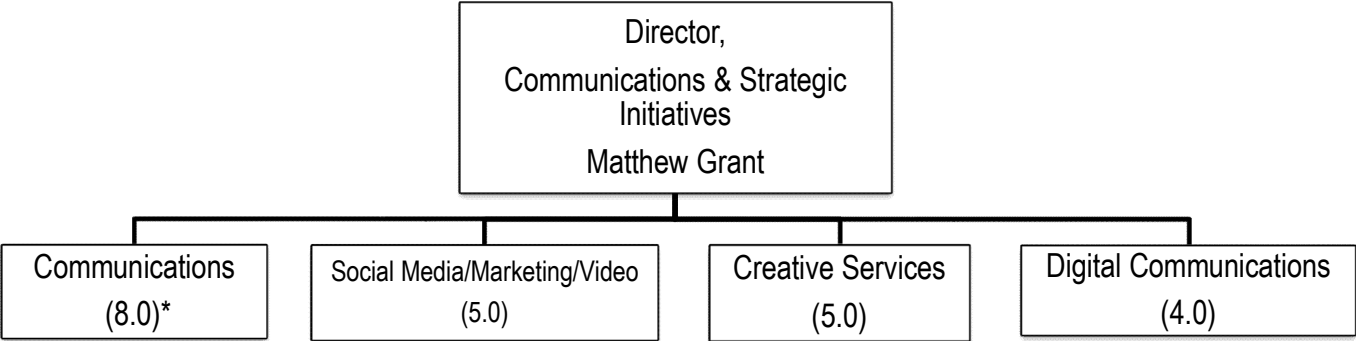 Director,
Communications & Strategic
Initiatives
Matthew Grant
Communications
(8.0)*
Social Media/Marketing/Video
(5.0)
Creative Services
(5.0)
Digital Communications
(4.0)